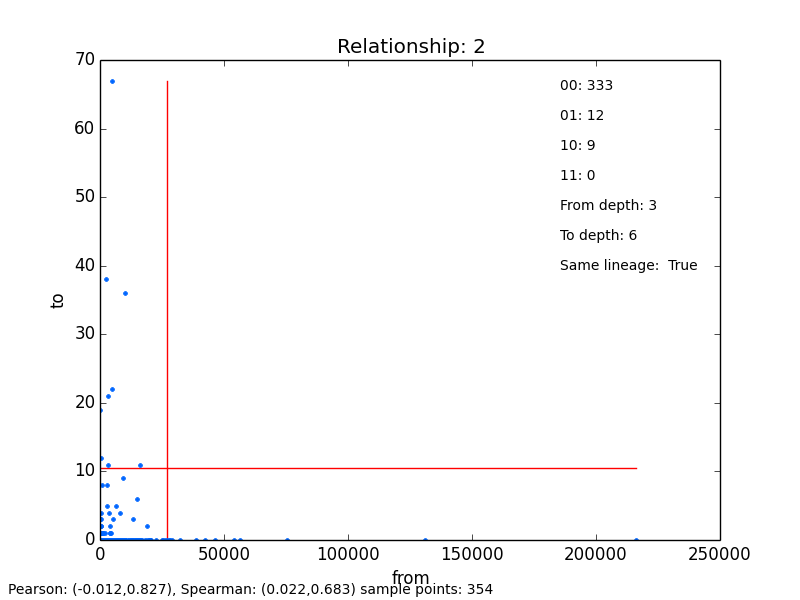 Relationship: 2
70
60
50
40
30
20
10
0
to
00: 333
01: 12
10: 9
11: 0
From depth: 3
To depth: 6
Same lineage:  True
0 50000 100000 150000 200000 250000
from
Pearson: (-0.012,0.827), Spearman: (0.022,0.683) sample points: 354